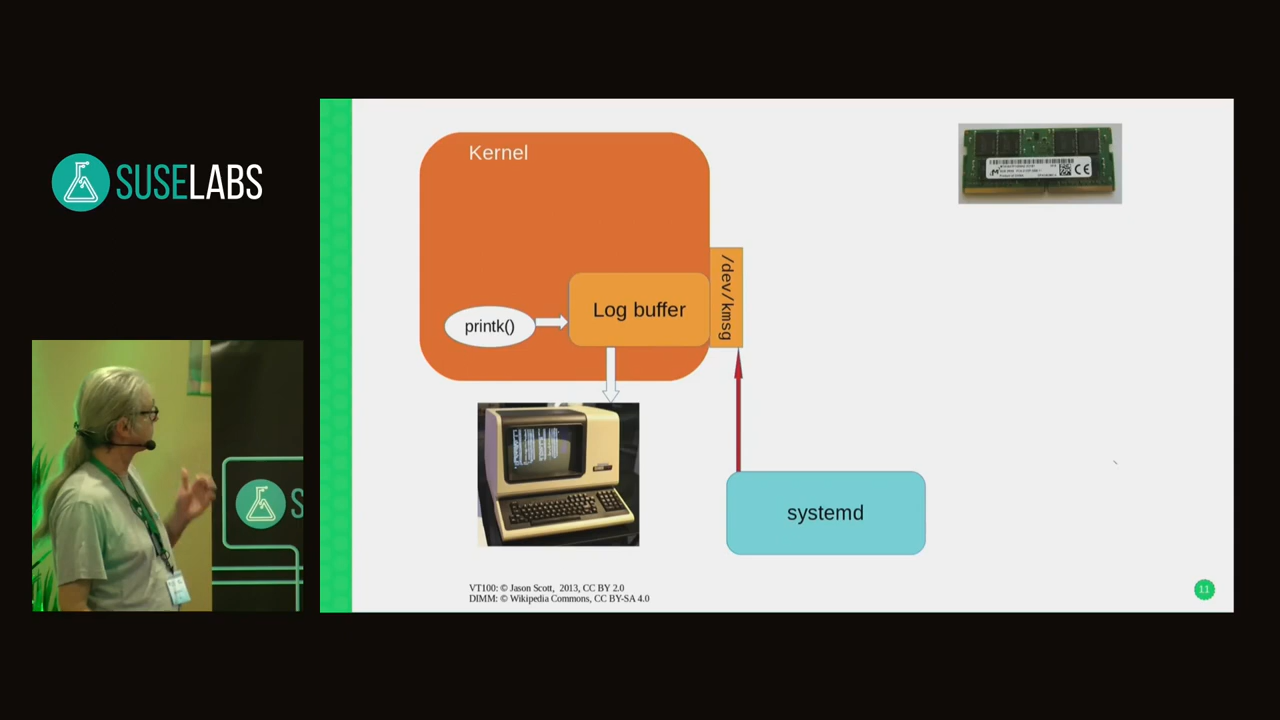 SUSELABS
Kernel
/dev/kmsg
Log buffer
printk()
systemd
S
VT100: © Jason Scott,  2013, CC BY 2.0
DIMM: © Wikipedia Commons, CC BY-SA 4.0
11